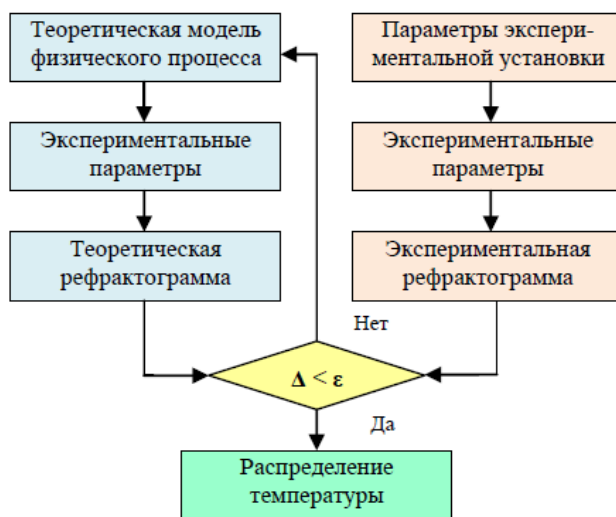 Теоретическая модель
физического процесса
Параметры экспери-
ментальной установки
Экспериментальные
параметры
Экспериментальные
параметры
Теоретическая
рефрактограмма
Экспериментальная
рефрактограмма
Нет
Δ < ε
Да
Распределение
температуры